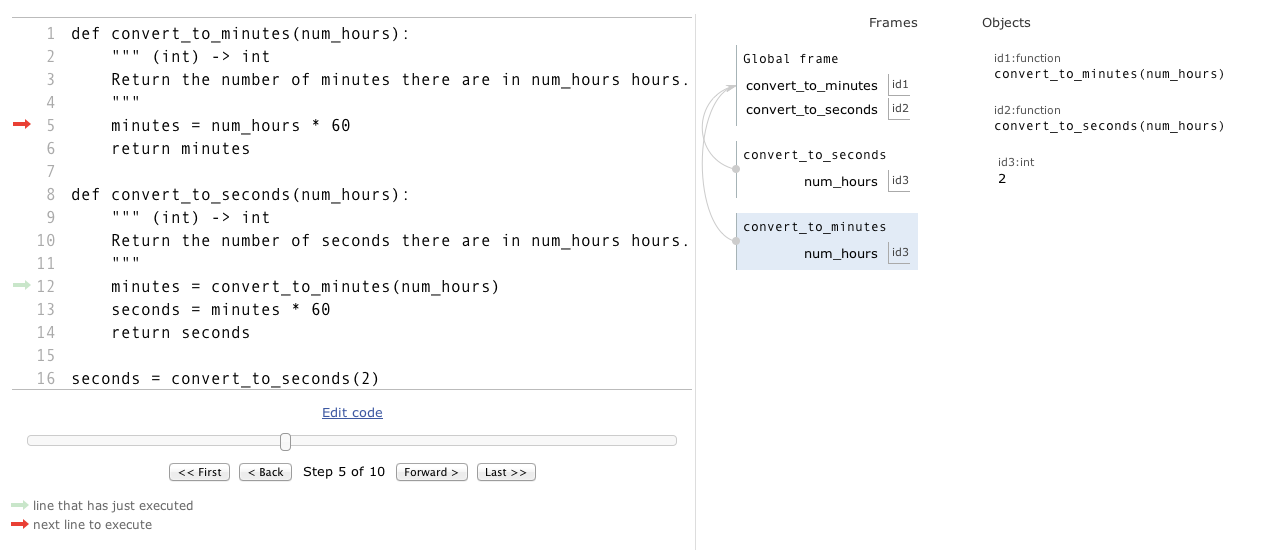 1 def convert_to_minutes(num_hours):
2     """ (int) -> int
3     Return the number of minutes there are in num_hours hours.
4     """
5     minutes = num_hours * 60
6     return minutes
7
8 def convert_to_seconds(num_hours):
9     """ (int) -> int
10     Return the number of seconds there are in num_hours hours.
11     """
12     minutes = convert_to_minutes(num_hours)
13     seconds = minutes * 60
14     return seconds
15
16 seconds = convert_to_seconds(2)
Edit code
<< First < Back Step 5 of 10 Forward > Last >>
line that has just executed
next line to execute
Frames
Global frame
convert_to_minutes id1
convert_to_seconds id2
convert_to_seconds
num_hours id3
convert_to_minutes
num_hours id3
Objects
id1:function
convert_to_minutes(num_hours)
id2:function
convert_to_seconds(num_hours)
id3:int
2